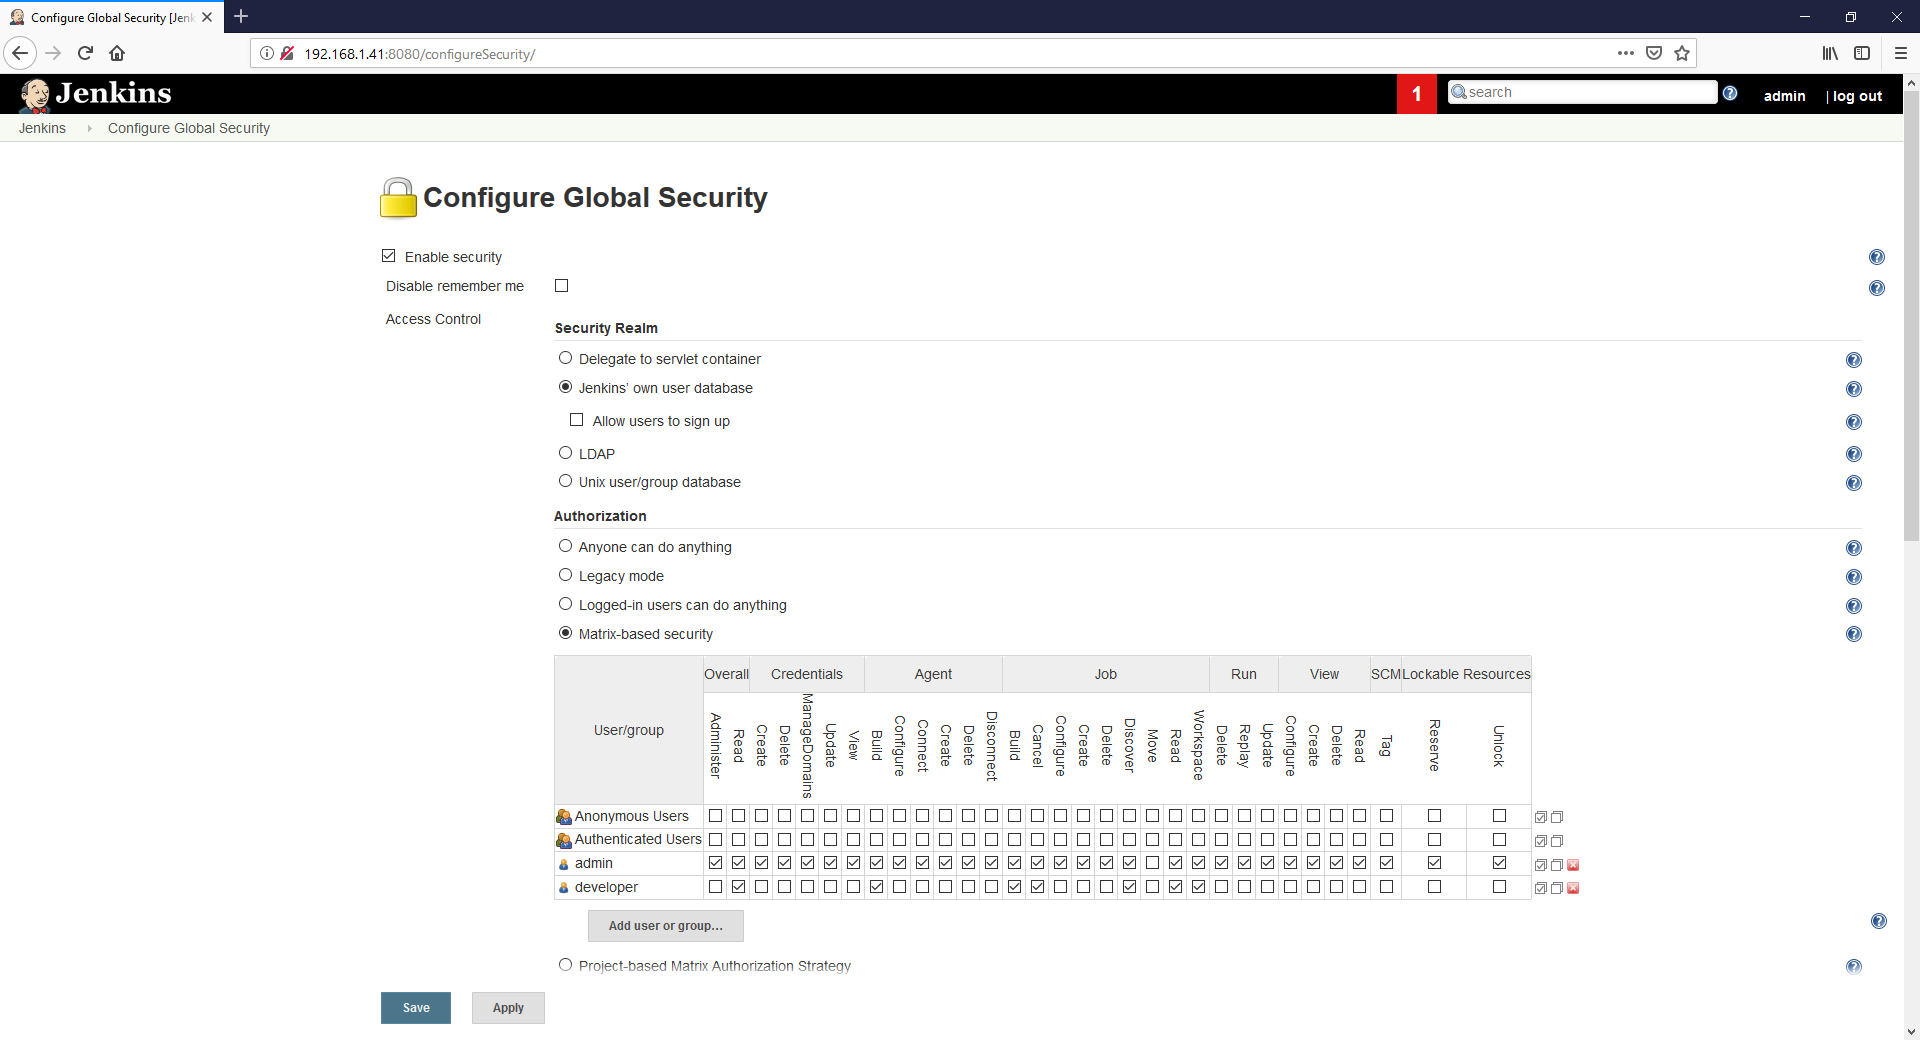 Configure Global Security [Jenk
192.168.1.41:8080/configureSecurity/
Jenkins
1
search
admin
| log out
Jenkins
Configure Global Security
Configure Global Security
Enable security
Disable remember me
Access Control
Security Realm
Delegate to servlet container
Jenkins' own user database
Allow users to sign up
LDAP
Unix user/group database
Authorization
Anyone can do anything
Legacy mode
Logged-in users can do anything
Matrix-based security
User/group Overall Credentials Agent Job Run View SCM Lockable Resources
Administer Read Create Delete ManageDomains Update View Build Configure Connect Create Delete Disconnect Build Cancel Configure Create Delete Discover Move Read Workspace Delete Replay Update Configure Create Delete Read Tag Reserve Unlock
Anonymous Users
Authenticated Users
admin
developer
Add user or group...
Project-based Matrix Authorization Strategy
Save
Apply